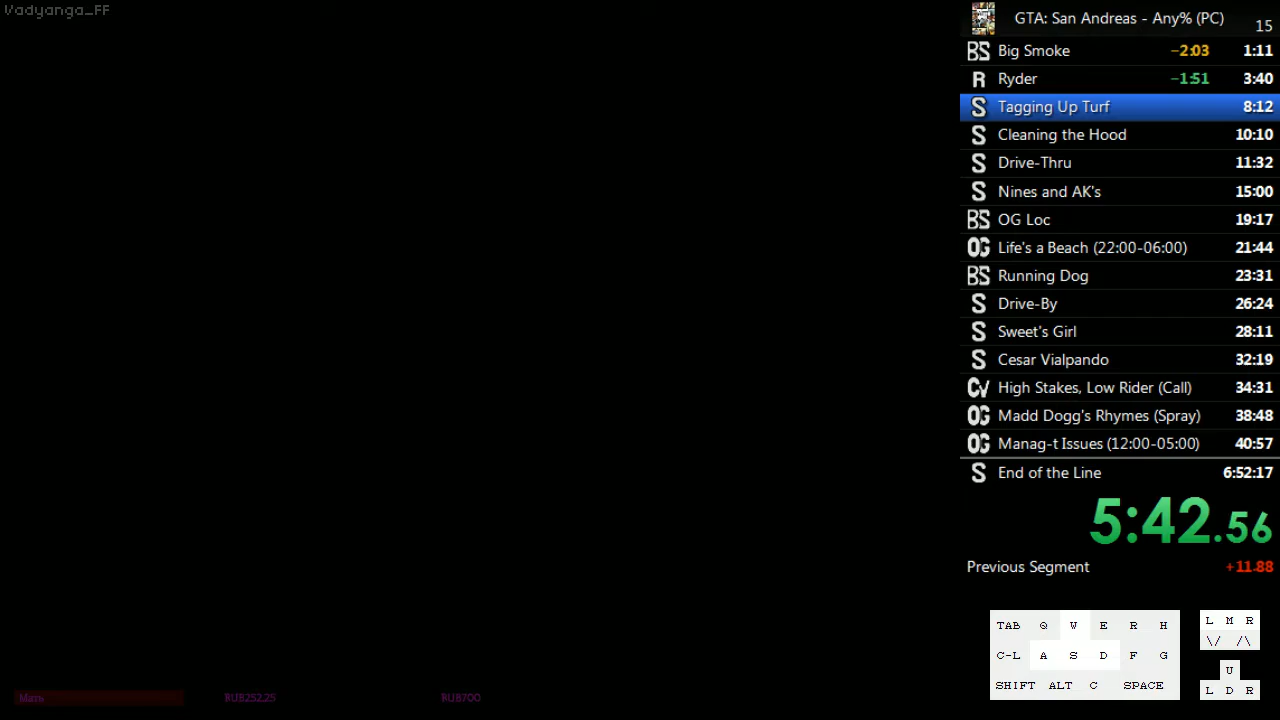 Vadyanga_FF
GTA: San Andreas - Any% (PC)
15
BS Big Smoke −2:03 1:11
R Ryder −1:51 3:40
S Tagging Up Turf 8:12
S Cleaning the Hood 10:10
S Drive-Thru 11:32
S Nines and AK's 15:00
BS OG Loc 19:17
OG Life's a Beach (22:00-06:00) 21:44
BS Running Dog 23:31
S Drive-By 26:24
S Sweet's Girl 28:11
S Cesar Vialpando 32:19
CV High Stakes, Low Rider (Call) 34:31
OG Madd Dogg's Rhymes (Spray) 38:48
OG Manag-t Issues (12:00-05:00) 40:57
S End of the Line 6:52:17
5:42.56
Previous Segment +11.88
TAB Q W E R H
L M R
C-L A S D F G
\/ /\
U
SHIFT ALT C SPACE
L D R
RUB252.25 RUB700